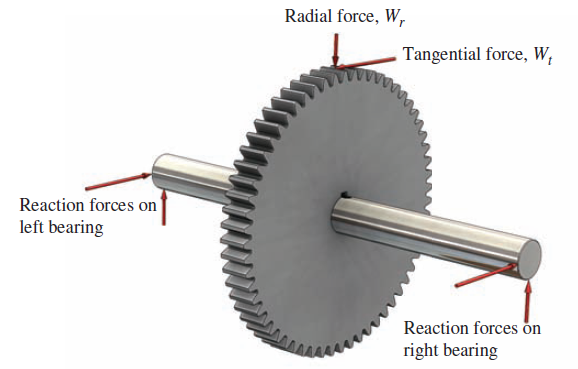 Radial force, Wr
Tangential force, Wt
Reaction forces on
left bearing
Reaction forces on
right bearing